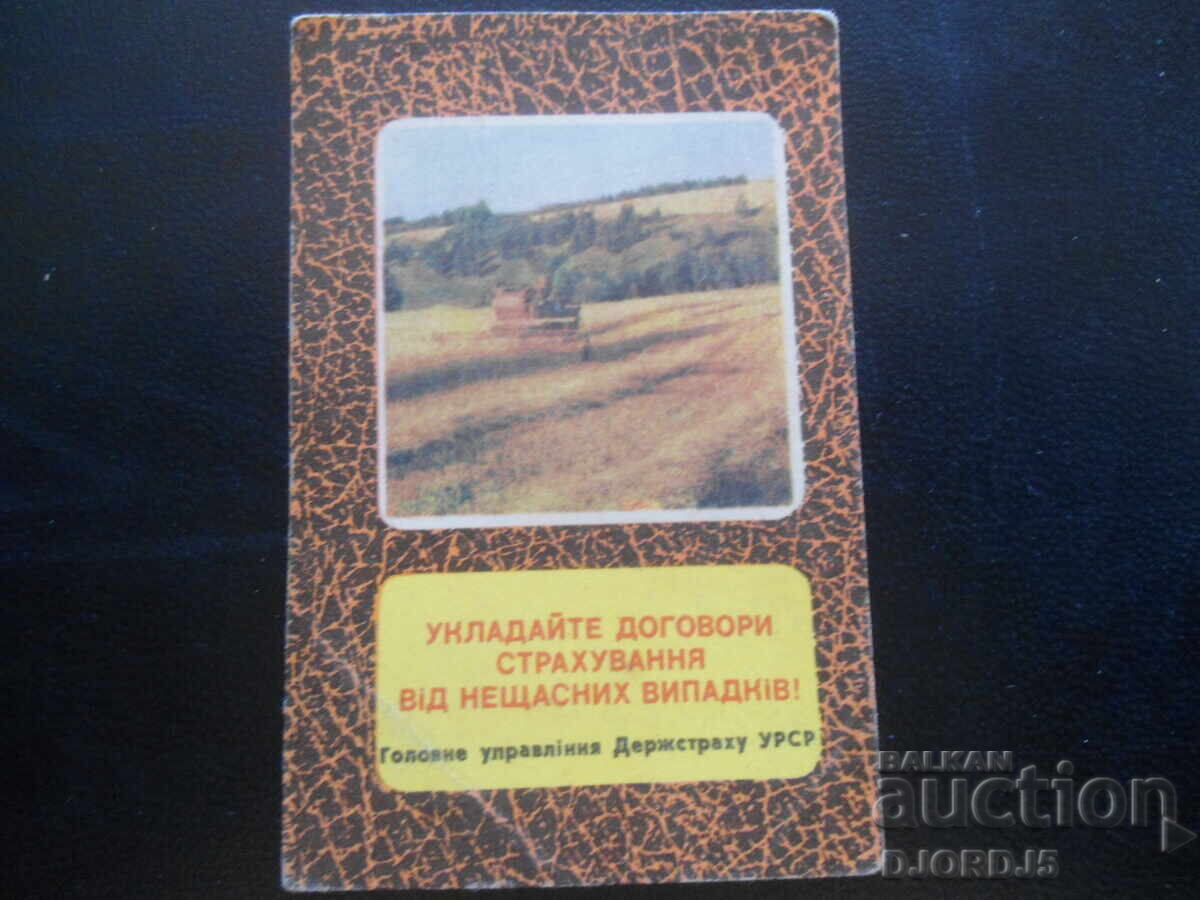 УКЛАДАЙТЕ ДОГОВОРИ
СТРАХУВАННЯ
ВІД НЕЩАСНИХ ВИПАДКІВ!
Головне управління Держстраху УРСР
BALKAN
auction
DJORDJ5